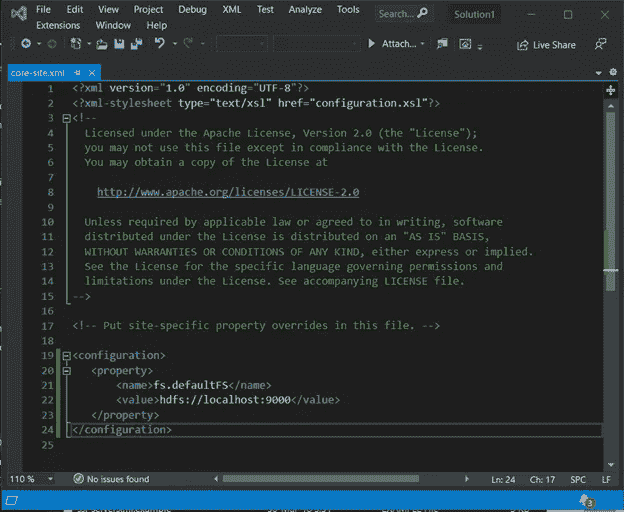 File Edit View Project Debug XML Test Analyze Tools
Extensions Window Help
Search...
Solution1
Attach...
Live Share
core-site.xml
1 <?xml version="1.0" encoding="UTF-8"?>
2 <?xml-stylesheet type="text/xsl" href="configuration.xsl"?>
3 <!--
4 Licensed under the Apache License, Version 2.0 (the "License");
5 you may not use this file except in compliance with the License.
6 You may obtain a copy of the License at
7
8 http://www.apache.org/licenses/LICENSE-2.0
9
10 Unless required by applicable law or agreed to in writing, software
11 distributed under the License is distributed on an "AS IS" BASIS,
12 WITHOUT WARRANTIES OR CONDITIONS OF ANY KIND, either express or implied.
13 See the License for the specific language governing permissions and
14 limitations under the License. See accompanying LICENSE file.
15 -->
16
17 <!-- Put site-specific property overrides in this file. -->
18
19 <configuration>
20 <property>
21 <name>fs.defaultFS</name>
22 <value>hdfs://localhost:9000</value>
23 </property>
24 </configuration>
25
110 % No issues found Ln: 24 Ch: 17 SPC LF
3